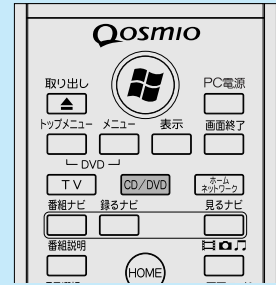 Qosmio
取り出し PC電源
トップメニュー メニュー 表示 画面終了
DVD
TV CD/DVD ホームネットワーク
番組ナビ 録るナビ 見るナビ
番組説明
HOME